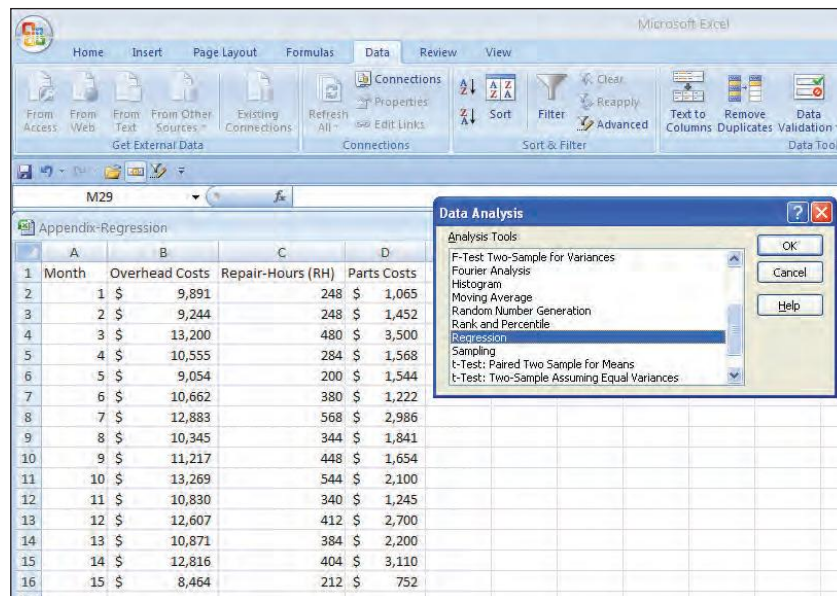 Microsoft Excel
Home Insert Page Layout Formulas Data Review View
From Access
From Web
From Text
From Other Sources
Existing Connections
Refresh All
Connections
Properties
Edit Links
Sort
Filter
Clear
Reapply
Advanced
Text to Columns
Remove Duplicates
Data Validation
Get External Data
Connections
Sort & Filter
Data Tool
M29
fx
Appendix-Regression
A B C D
1 Month Overhead Costs Repair-Hours (RH) Parts Costs
2 1 $ 9,891 248 $ 1,065
3 2 $ 9,244 248 $ 1,452
4 3 $ 13,200 480 $ 3,500
5 4 $ 10,555 284 $ 1,568
6 5 $ 9,054 200 $ 1,544
7 6 $ 10,662 380 $ 1,222
8 7 $ 12,883 568 $ 2,986
9 8 $ 10,345 344 $ 1,841
10 9 $ 11,217 448 $ 1,654
11 10 $ 13,269 544 $ 2,100
12 11 $ 10,830 340 $ 1,245
13 12 $ 12,607 412 $ 2,700
14 13 $ 10,871 384 $ 2,200
15 14 $ 12,816 404 $ 3,110
16 15 $ 8,464 212 $ 752
Data Analysis
Analysis Tools
F-Test Two-Sample for Variances
Fourier Analysis
Histogram
Moving Average
Random Number Generation
Rank and Percentile
Regression
Sampling
t-Test: Paired Two Sample for Means
t-Test: Two-Sample Assuming Equal Variances
OK
Cancel
Help